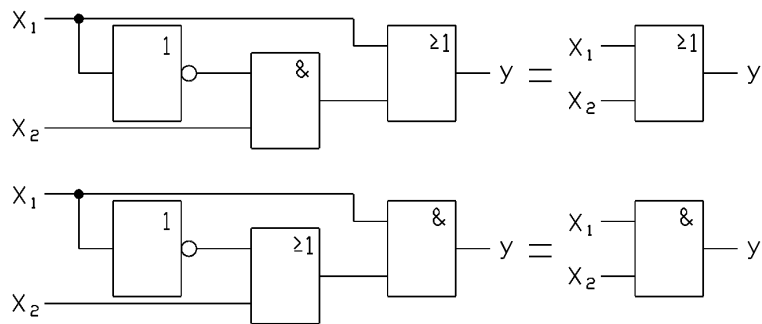 X₁ 1 & ≥1 y = X₁ ≥1 y
X₂ X₂
X₁ 1 ≥1 & y = X₁ & y
X₂ X₂